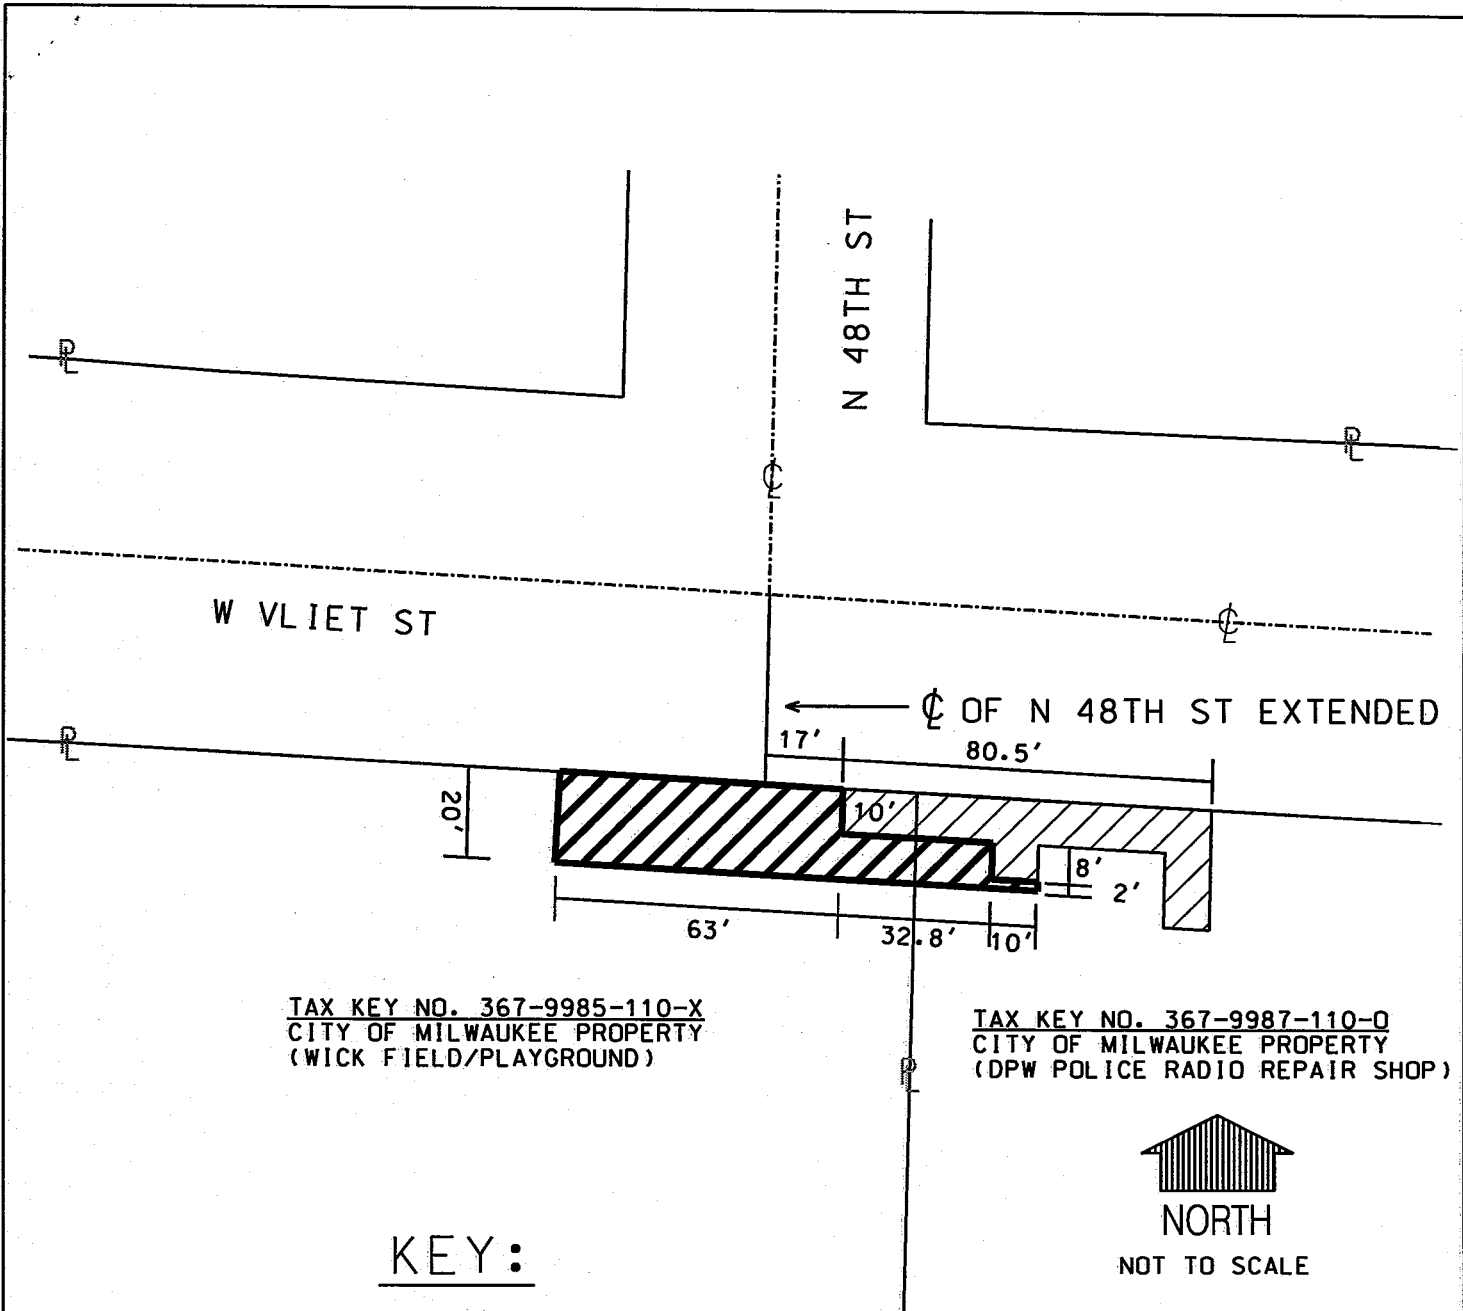 N 48TH ST
PL
PL
CL
W VLIET ST
CL
CL OF N 48TH ST EXTENDED
PL
17'
80.5'
20'
10'
8'
2'
63'
32.8'
10'
TAX KEY NO. 367-9985-110-X
CITY OF MILWAUKEE PROPERTY
(WICK FIELD/PLAYGROUND)
TAX KEY NO. 367-9987-110-0
CITY OF MILWAUKEE PROPERTY
(DPW POLICE RADIO REPAIR SHOP)
PL
NORTH
NOT TO SCALE
KEY: